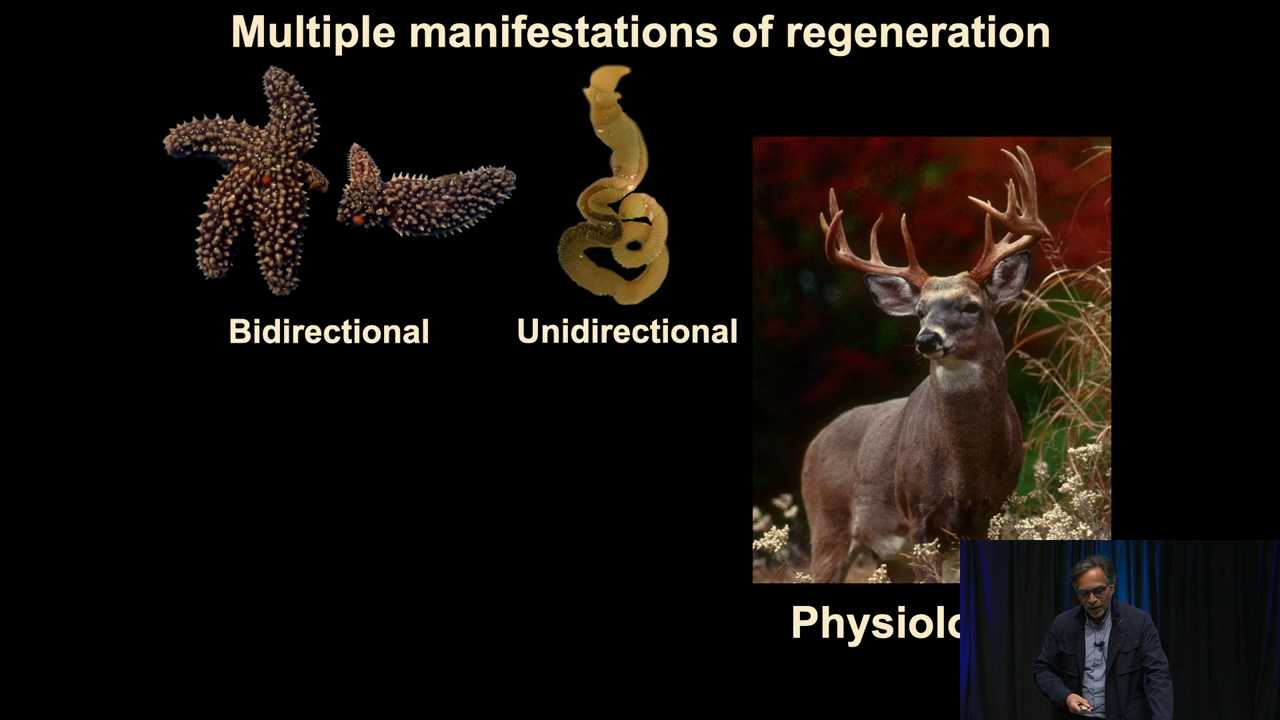 Multiple manifestations of regeneration
Bidirectional
Unidirectional